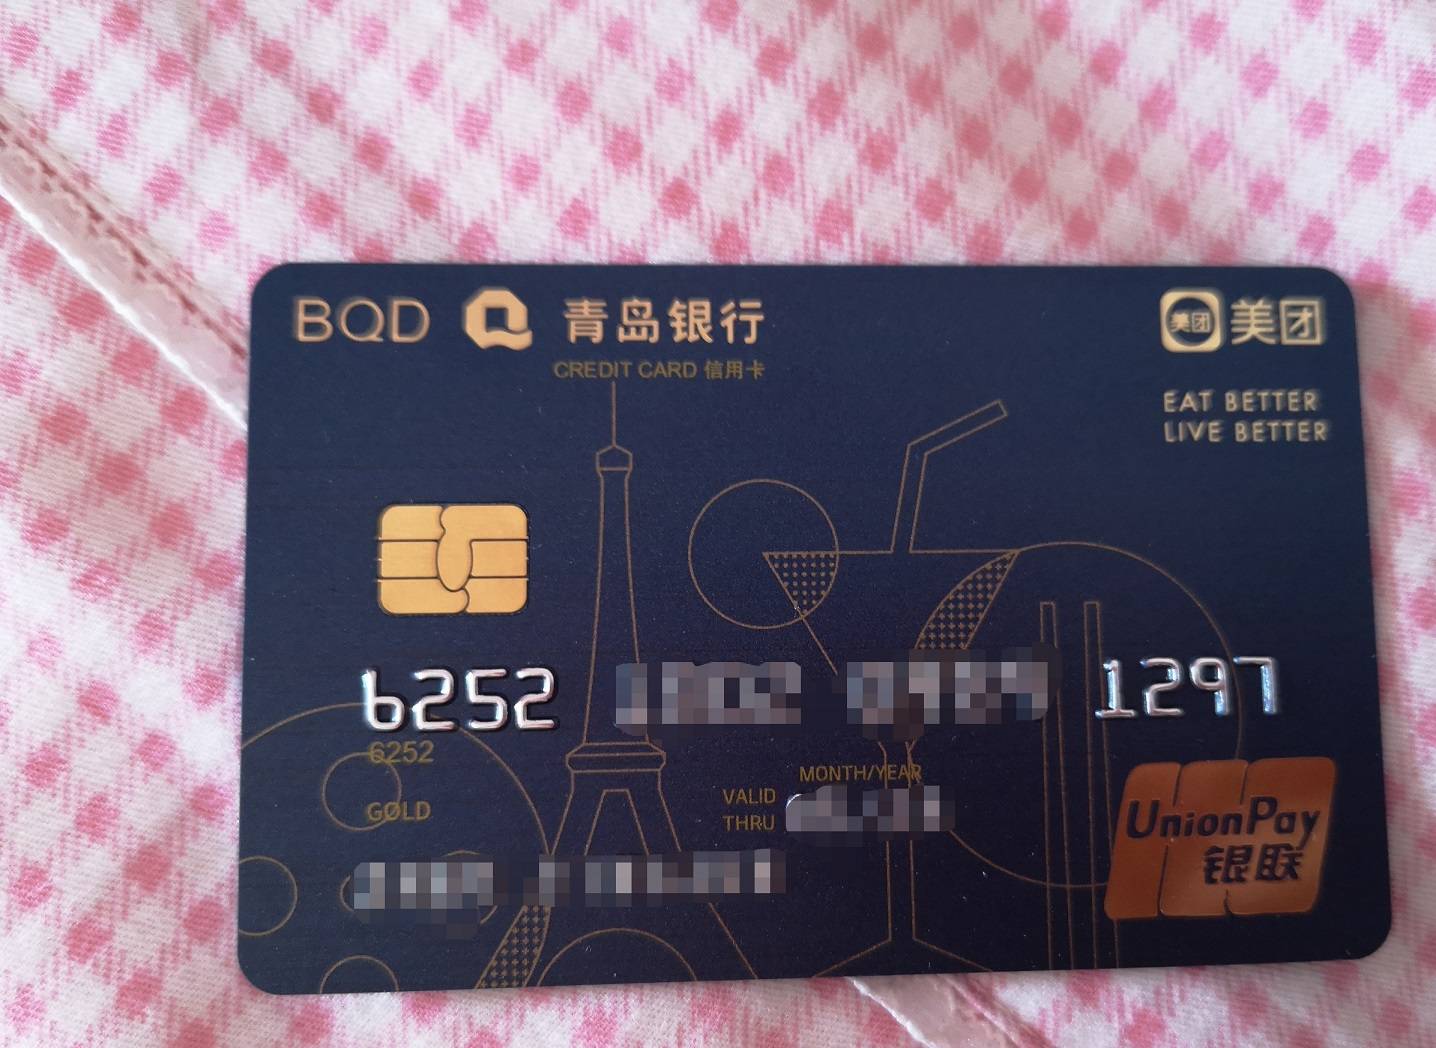 BQD 青岛银行
CREDIT CARD 信用卡
美团 美团
EAT BETTER
LIVE BETTER
6252 1297
6252
GOLD
MONTH/YEAR
VALID
THRU
UnionPay
银联